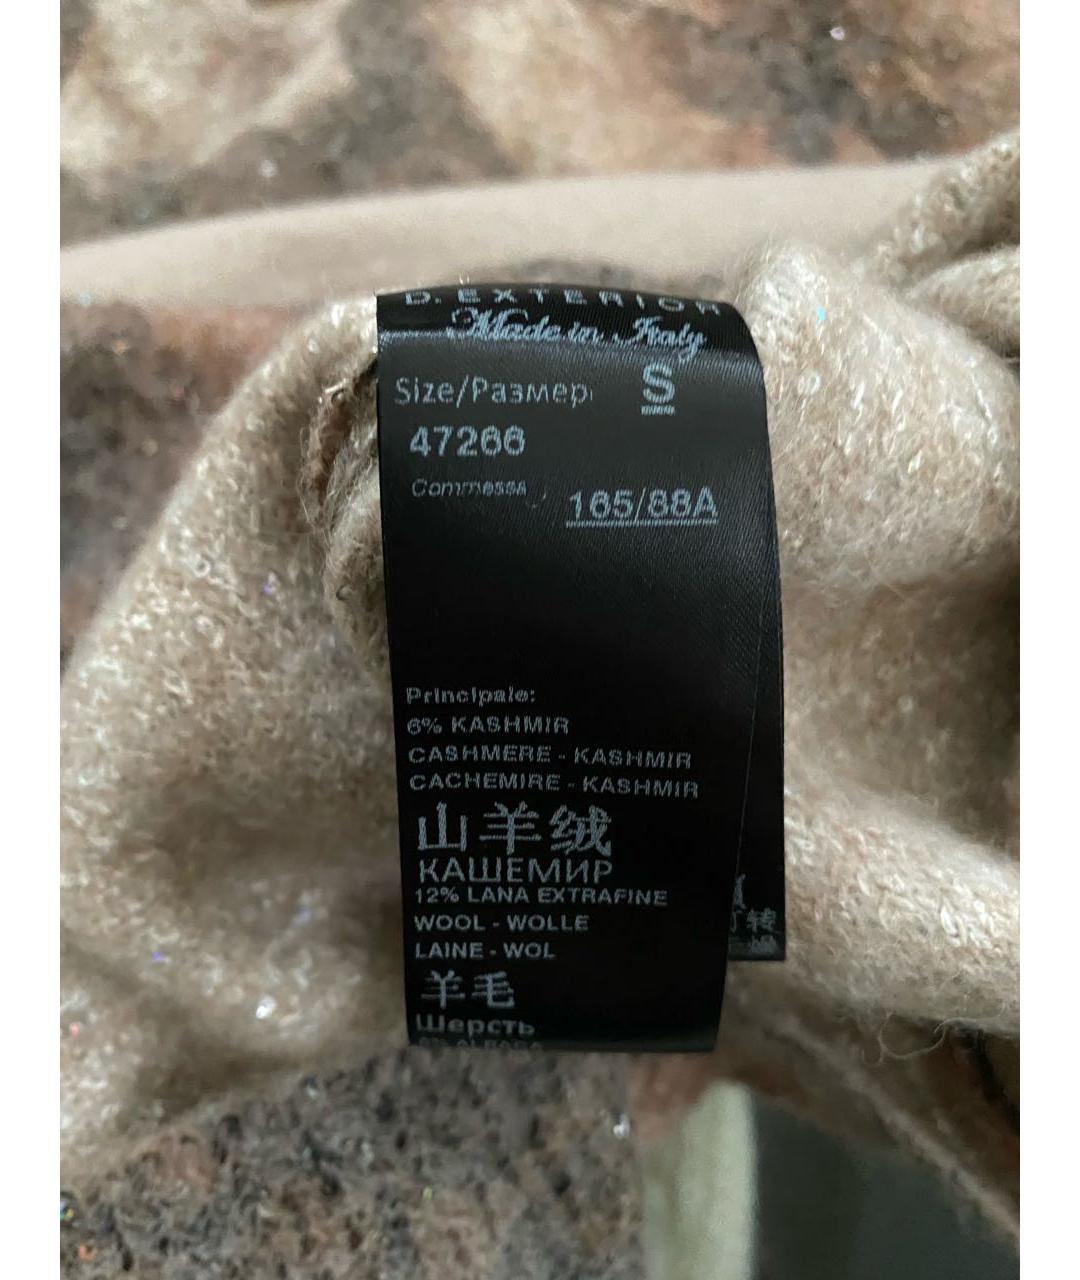 D. EXTERIOR
Made in Italy
Size/Размер: S
47266
Commessa
165/88A
Principale:
6% KASHMIR
CASHMERE - KASHMIR
CACHEMIRE - KASHMIR
山羊绒
КАШЕМИР
12% LANA EXTRAFINE
WOOL - WOLLE
LAINE - WOL
羊毛
Шерсть
转